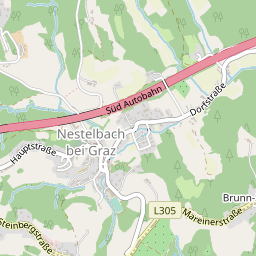 Süd Autobahn
Dorfstraße
Nestelbach
bei Graz
Hauptstraße
Brunn-
L305
Mareinerstraße
Steinbergstraße